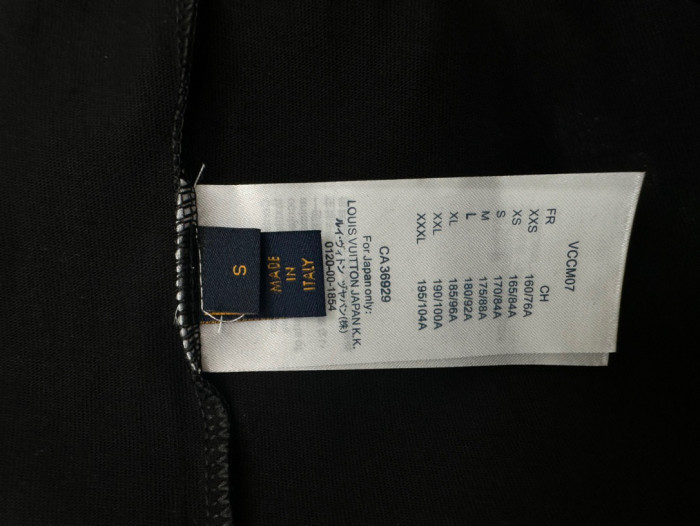 VCCM07
FR CH
XXS 160/76A
XS 165/84A
S 170/84A
M 175/88A
L 180/92A
XL 185/96A
XXL 190/100A
XXXL 195/104A
CA36929
For Japan only:
LOUIS VUITTON JAPAN K.K.
ルイ・ヴィトン ジャパン(株)
0120-00-1854
MADE
IN
ITALY
S